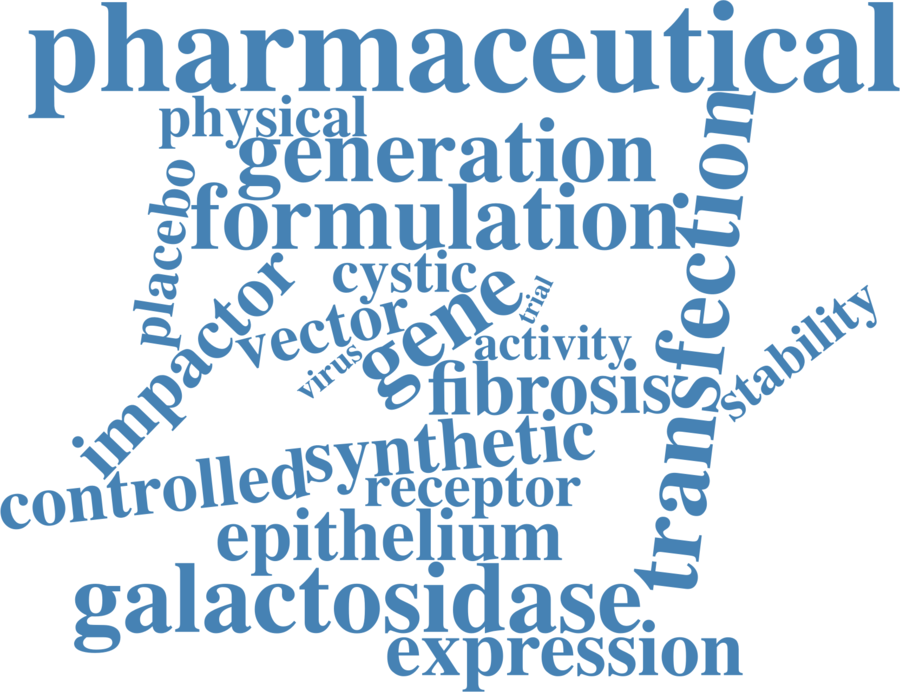 pharmaceutical
physical
generation
placebo
formulation
transfection
cystic
gene
trial
impactor
vector
virus
activity
stability
fibrosis
synthetic
controlled
receptor
epithelium
galactosidase
expression